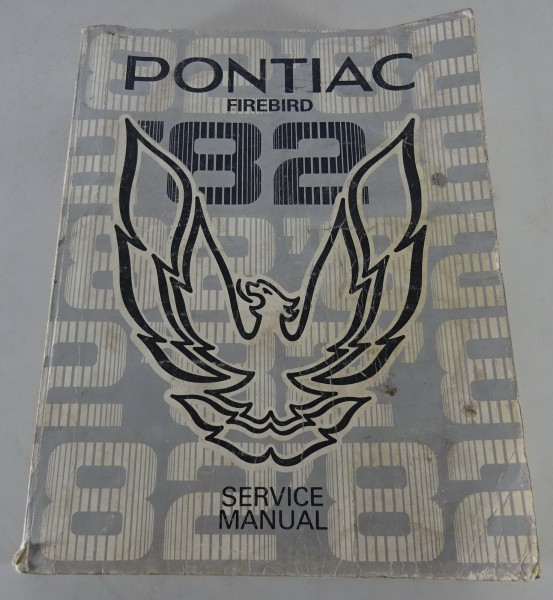 PONTIAC
FIREBIRD
'82
SERVICE
MANUAL